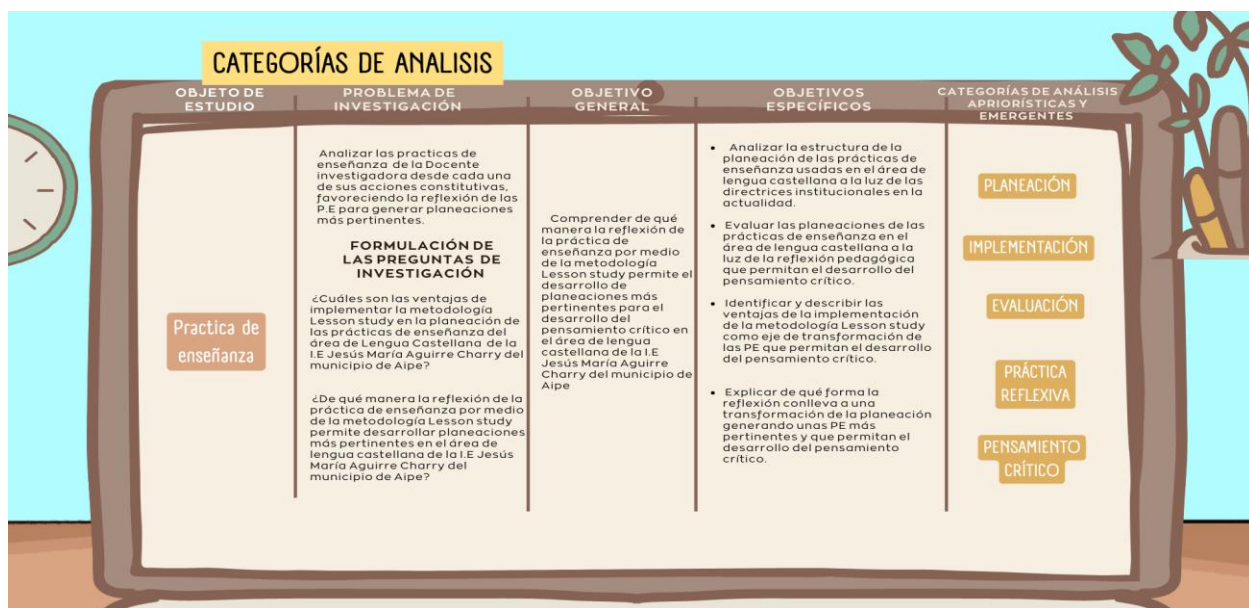 CATEGORÍAS DE ANALISIS
OBJETO DE
ESTUDIO
PROBLEMA DE
INVESTIGACIÓN
OBJETIVO
GENERAL
OBJETIVOS
ESPECÍFICOS
CATEGORÍAS DE ANÁLISIS
APRIORÍSTICAS Y
EMERGENTES
Practica de
enseñanza
Analizar las practicas de
enseñanza de la Docente
investigadora desde cada una
de sus acciones constitutivas,
favoreciendo la reflexión de las
P.E para generar planeaciones
más pertinentes.
FORMULACIÓN DE
LAS PREGUNTAS DE
INVESTIGACIÓN
¿Cuáles son las ventajas de
implementar la metodología
Lesson study en la planeación de
las prácticas de enseñanza del
área de Lengua Castellana de la
I.E Jesús María Aguirre Charry del
municipio de Aipe?
¿De qué manera la reflexión de la
práctica de enseñanza por medio
de la metodología Lesson study
permite desarrollar planeaciones
más pertinentes en el área de
lengua castellana de la I.E Jesús
María Aguirre Charry del
municipio de Aipe?
Comprender de qué
manera la reflexión de
la práctica de
enseñanza por medio
de la metodología
Lesson study permite el
desarrollo de
planeaciones más
pertinentes para el
desarrollo del
pensamiento crítico en
el área de lengua
castellana de la I.E
Jesús María Aguirre
Charry del municipio de
Aipe
• Analizar la estructura de la
planeación de las prácticas de
enseñanza usadas en el área de
lengua castellana a la luz de las
directrices institucionales en la
actualidad.
• Evaluar las planeaciones de las
prácticas de enseñanza en el
área de lengua castellana a la
luz de la reflexión pedagógica
que permitan el desarrollo del
pensamiento crítico.
• Identificar y describir las
ventajas de la implementación
de la metodología Lesson study
como eje de transformación de
las PE que permitan el desarrollo
del pensamiento crítico.
• Explicar de qué forma la
reflexión conlleva a una
transformación de la planeación
generando unas PE más
pertinentes y que permitan el
desarrollo del pensamiento
crítico.
PLANEACIÓN
IMPLEMENTACIÓN
EVALUACIÓN
PRÁCTICA
REFLEXIVA
PENSAMIENTO
CRÍTICO